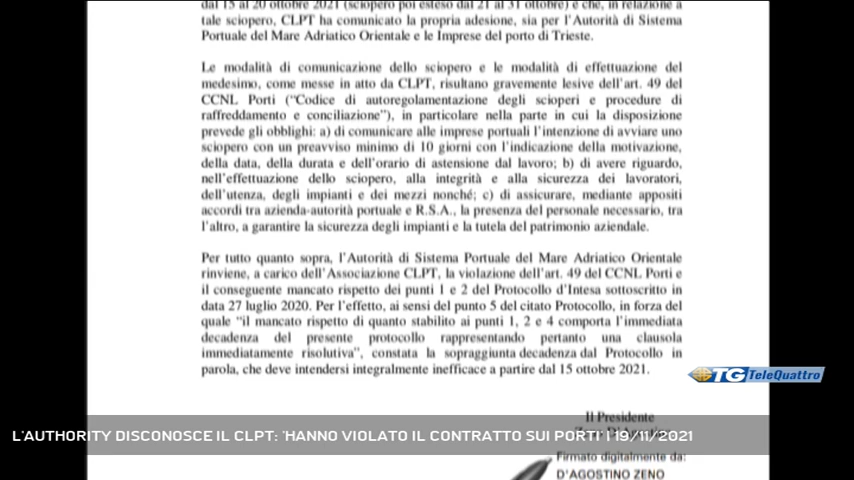 dal 15 al 20 ottobre 2021 (sciopero poi esteso dal 21 al 31 ottobre) e che, in relazione a
tale sciopero, CLPT ha comunicato la propria adesione, sia per l'Autorità di Sistema
Portuale del Mare Adriatico Orientale e le Imprese del porto di Trieste.
Le modalità di comunicazione dello sciopero e le modalità di effettuazione del
medesimo, come messe in atto da CLPT, risultano gravemente lesive dell'art. 49 del
CCNL Porti ("Codice di autoregolamentazione degli scioperi e procedure di
raffreddamento e conciliazione"), in particolare nella parte in cui la disposizione
prevede gli obblighi: a) di comunicare alle imprese portuali l'intenzione di avviare uno
sciopero con un preavviso minimo di 10 giorni con l'indicazione della motivazione,
della data, della durata e dell'orario di astensione dal lavoro; b) di avere riguardo,
nell'effettuazione dello sciopero, alla integrità e alla sicurezza dei lavoratori,
dell'utenza, degli impianti e dei mezzi nonché; c) di assicurare, mediante appositi
accordi tra azienda-autorità portuale e R.S.A., la presenza del personale necessario, tra
l'altro, a garantire la sicurezza degli impianti e la tutela del patrimonio aziendale.
Per tutto quanto sopra, l'Autorità di Sistema Portuale del Mare Adriatico Orientale
rinviene, a carico dell'Associazione CLPT, la violazione dell'art. 49 del CCNL Porti e
il conseguente mancato rispetto dei punti 1 e 2 del Protocollo d'Intesa sottoscritto in
data 27 luglio 2020. Per l'effetto, ai sensi del punto 5 del citato Protocollo, in forza del
quale "il mancato rispetto di quanto stabilito ai punti 1, 2 e 4 comporta l'immediata
decadenza del presente protocollo rappresentando pertanto una clausola
immediatamente risolutiva", constata la sopraggiunta decadenza dal Protocollo in
parola, che deve intendersi integralmente inefficace a partire dal 15 ottobre 2021.
TG TeleQuattro
Il Presidente
L'AUTHORITY DISCONOSCE IL CLPT: 'HANNO VIOLATO IL CONTRATTO SUI PORTI' | 19/11/2021
Firmato digitalmente da:
D'AGOSTINO ZENO